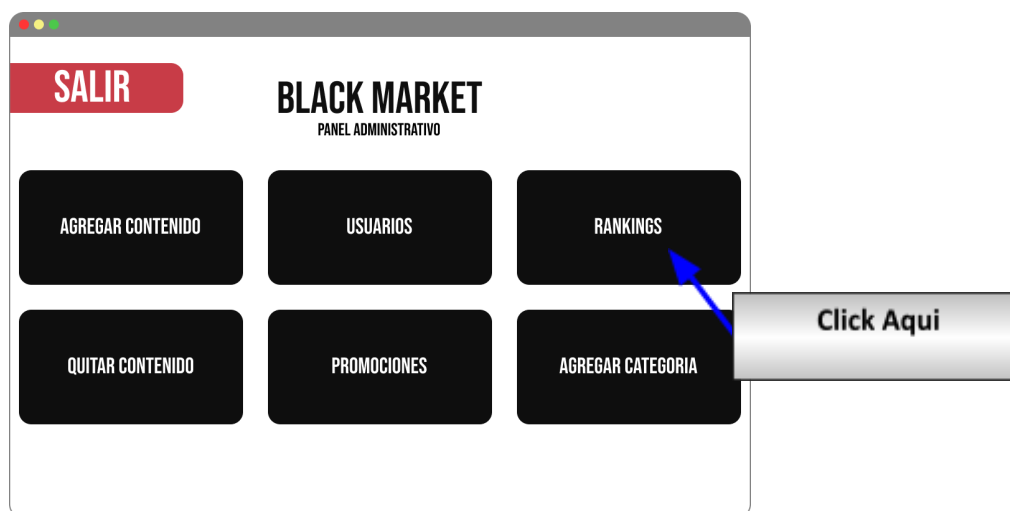 SALIR
BLACK MARKET
PANEL ADMINISTRATIVO
AGREGAR CONTENIDO
USUARIOS
RANKINGS
Click Aqui
QUITAR CONTENIDO
PROMOCIONES
AGREGAR CATEGORIA